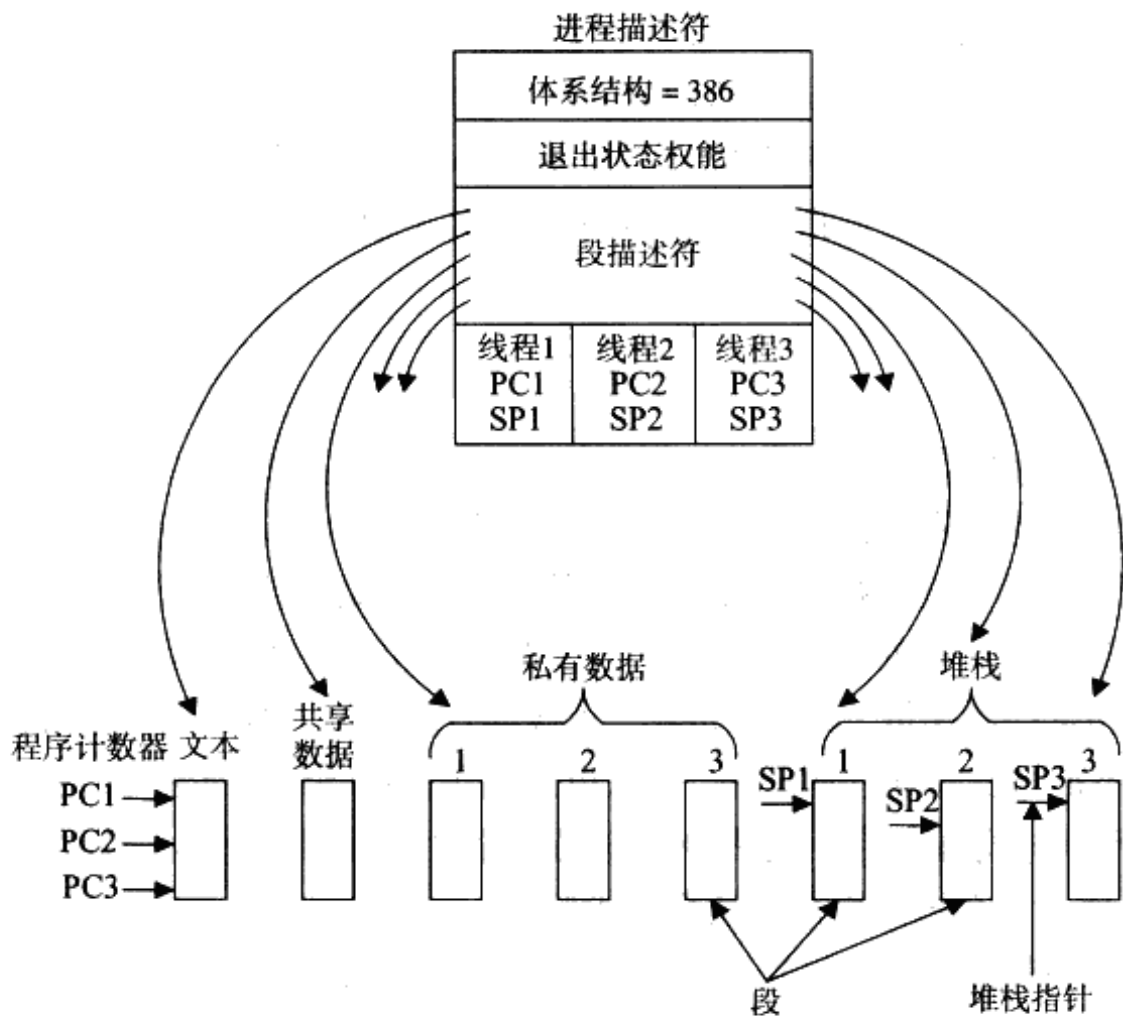 进程描述符
体系结构 = 386
退出状态权能
段描述符
线程1 线程2 线程3
PC1 PC2 PC3
SP1 SP2 SP3
私有数据
堆栈
程序计数器 文本
共享
数据
1 2 3
1 2 3
PC1
PC2
PC3
SP1
SP2
SP3
段
堆栈指针